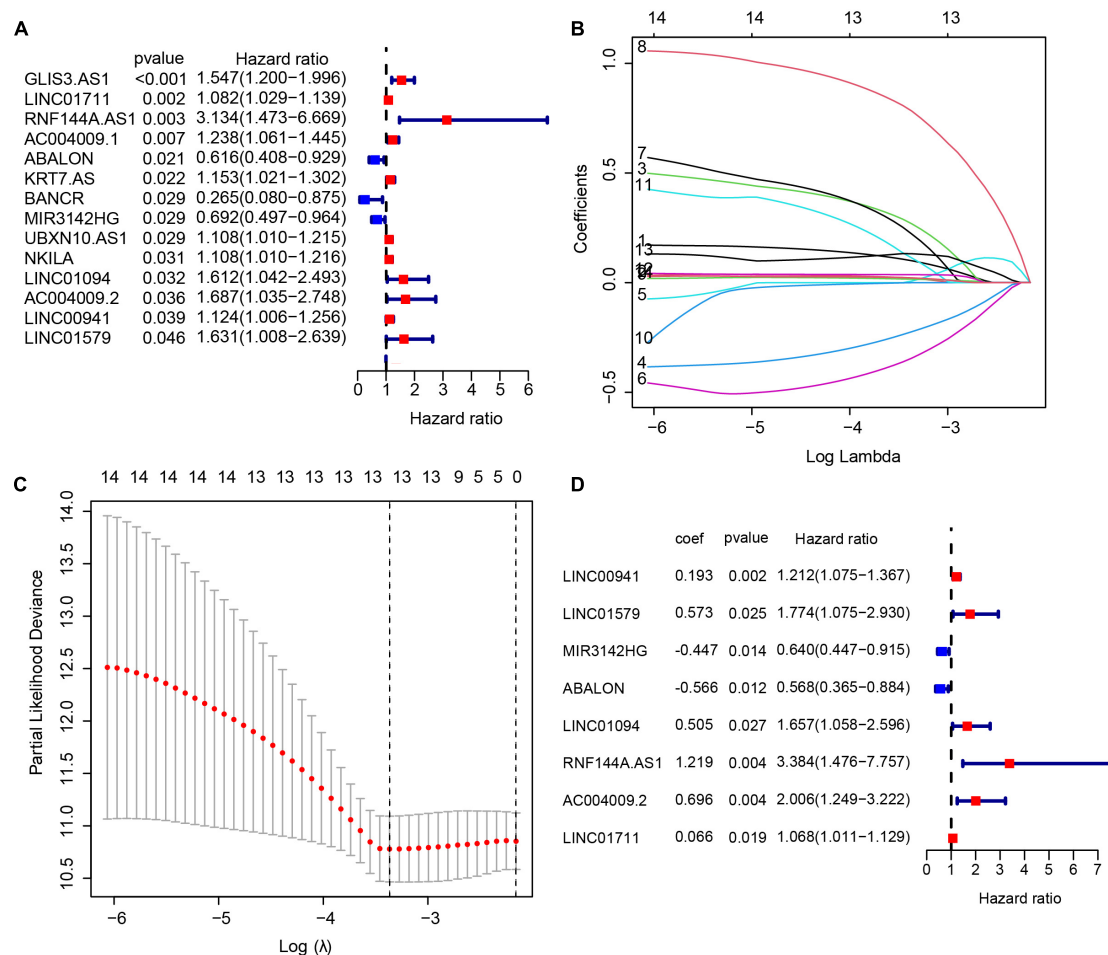 A
pvalue Hazard ratio
GLIS3.AS1 <0.001 1.547(1.200−1.996)
LINC01711 0.002 1.082(1.029−1.139)
RNF144A.AS1 0.003 3.134(1.473−6.669)
AC004009.1 0.007 1.238(1.061−1.445)
ABALON 0.021 0.616(0.408−0.929)
KRT7.AS 0.022 1.153(1.021−1.302)
BANCR 0.029 0.265(0.080−0.875)
MIR3142HG 0.029 0.692(0.497−0.964)
UBXN10.AS1 0.029 1.108(1.010−1.215)
NKILA 0.031 1.108(1.010−1.216)
LINC01094 0.032 1.612(1.042−2.493)
AC004009.2 0.036 1.687(1.035−2.748)
LINC00941 0.039 1.124(1.006−1.256)
LINC01579 0.046 1.631(1.008−2.639)
0 1 2 3 4 5 6
Hazard ratio
B
14 14 13 13
1.0
0.5
0.0
−0.5
Coefficients
8
7
3
11
1
13
5
10
4
6
−6 −5 −4 −3
Log Lambda
C
14 14 14 14 14 13 13 13 13 13 13 9 5 5 0
14.0
13.5
13.0
12.5
12.0
11.5
11.0
10.5
Partial Likelihood Deviance
−6 −5 −4 −3
Log (λ)
D
coef pvalue Hazard ratio
LINC00941 0.193 0.002 1.212(1.075−1.367)
LINC01579 0.573 0.025 1.774(1.075−2.930)
MIR3142HG -0.447 0.014 0.640(0.447−0.915)
ABALON -0.566 0.012 0.568(0.365−0.884)
LINC01094 0.505 0.027 1.657(1.058−2.596)
RNF144A.AS1 1.219 0.004 3.384(1.476−7.757)
AC004009.2 0.696 0.004 2.006(1.249−3.222)
LINC01711 0.066 0.019 1.068(1.011−1.129)
0 1 2 3 4 5 6 7
Hazard ratio